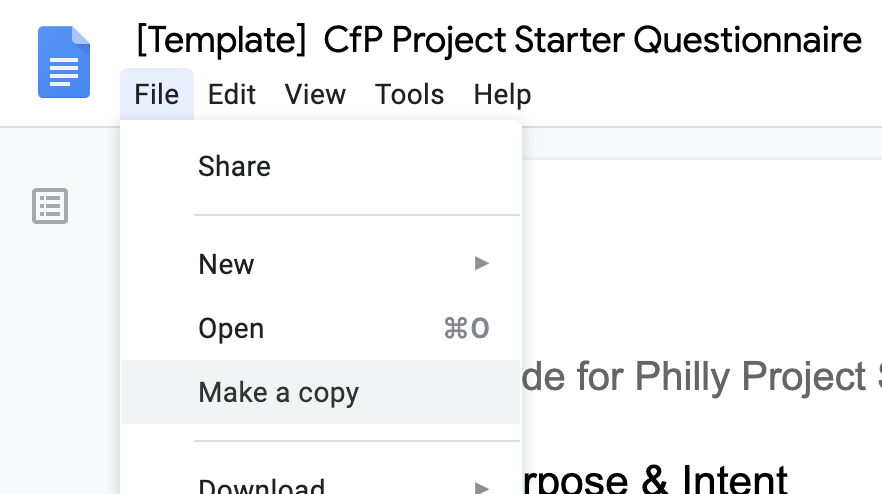 [Template] CfP Project Starter Questionnaire
File Edit View Tools Help
Share
New
Open ⌘O
Make a copy
de for Philly Project
Download
rpose & Intent